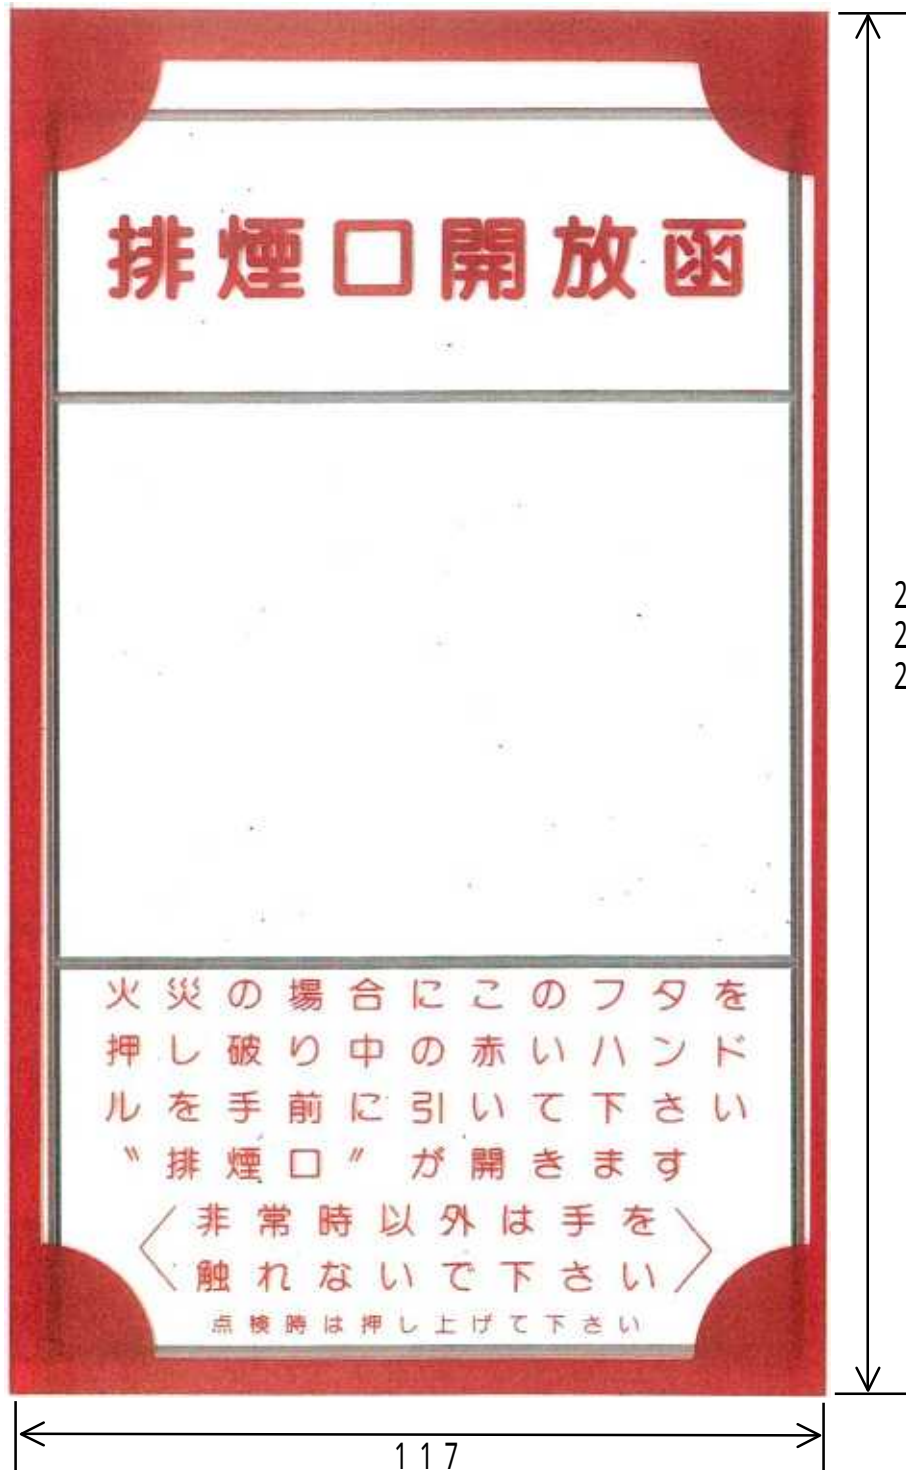 排煙口開放函
火災の場合にこのフタを
押し破り中の赤いハンド
ルを手前に引いて下さい
〝排煙口〟が開きます
〈非常時以外は手を
触れないで下さい〉
点検時は押し上げて下さい
222
117